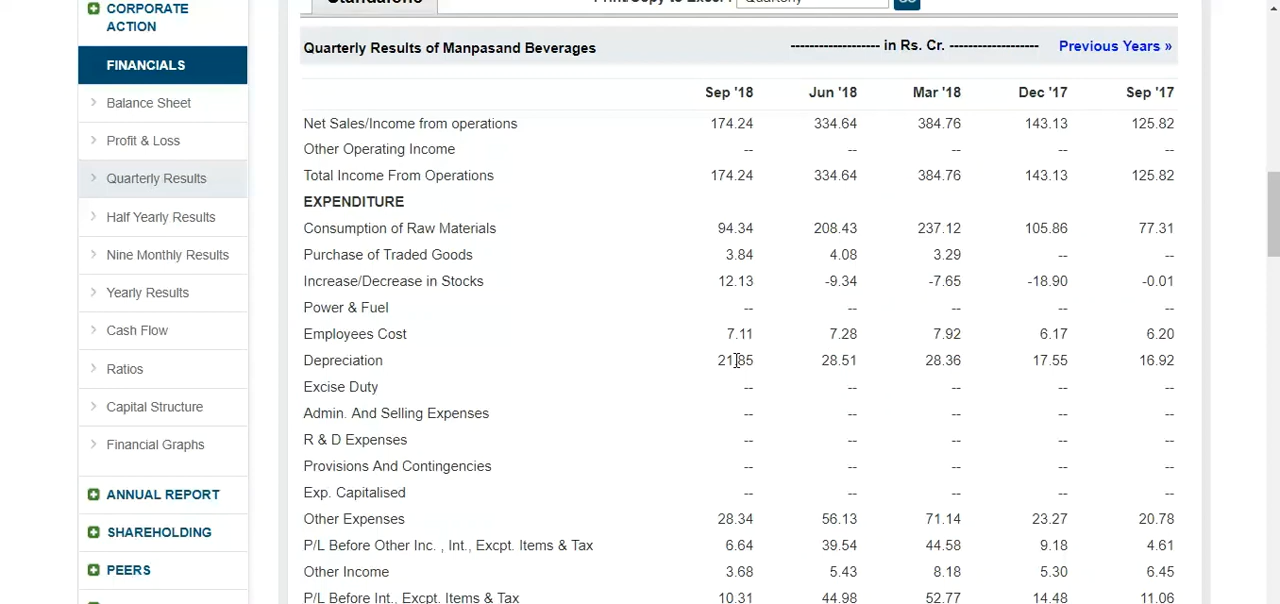 CORPORATE
ACTION
FINANCIALS
Balance Sheet
Profit & Loss
Quarterly Results
Half Yearly Results
Nine Monthly Results
Yearly Results
Cash Flow
Ratios
Capital Structure
Financial Graphs
ANNUAL REPORT
SHAREHOLDING
PEERS
Standalone
Print/Copy to Excel : Quarterly
Quarterly Results of Manpasand Beverages ------------------- in Rs. Cr. ------------------- Previous Years »
Sep '18 Jun '18 Mar '18 Dec '17 Sep '17
Net Sales/Income from operations 174.24 334.64 384.76 143.13 125.82
Other Operating Income -- -- -- -- --
Total Income From Operations 174.24 334.64 384.76 143.13 125.82
EXPENDITURE
Consumption of Raw Materials 94.34 208.43 237.12 105.86 77.31
Purchase of Traded Goods 3.84 4.08 3.29 -- --
Increase/Decrease in Stocks 12.13 -9.34 -7.65 -18.90 -0.01
Power & Fuel -- -- -- -- --
Employees Cost 7.11 7.28 7.92 6.17 6.20
Depreciation 21.85 28.51 28.36 17.55 16.92
Excise Duty -- -- -- -- --
Admin. And Selling Expenses -- -- -- -- --
R & D Expenses -- -- -- -- --
Provisions And Contingencies -- -- -- -- --
Exp. Capitalised -- -- -- -- --
Other Expenses 28.34 56.13 71.14 23.27 20.78
P/L Before Other Inc. , Int., Excpt. Items & Tax 6.64 39.54 44.58 9.18 4.61
Other Income 3.68 5.43 8.18 5.30 6.45
P/L Before Int., Excpt. Items & Tax 10.31 44.98 52.77 14.48 11.06